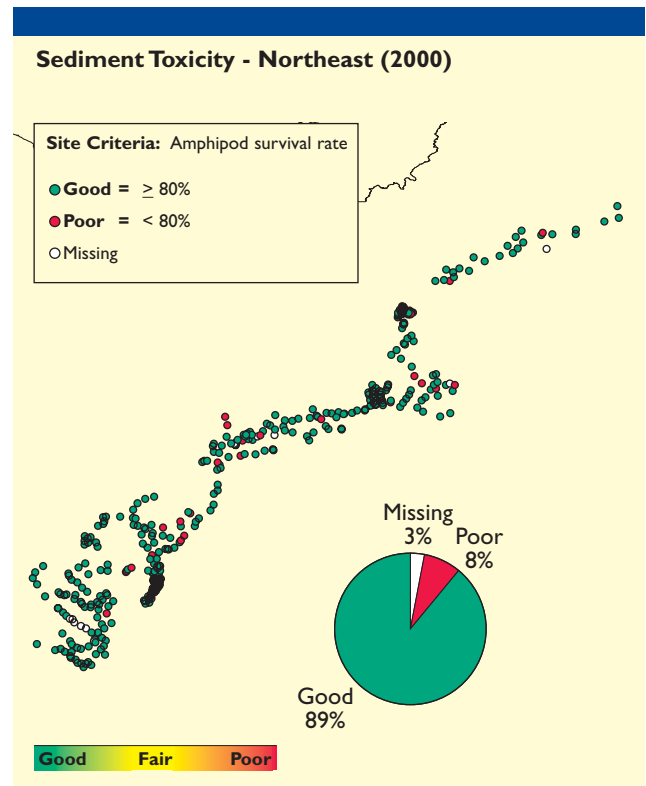 Sediment Toxicity - Northeast (2000)
Site Criteria: Amphipod survival rate
Good = ≥ 80%
Poor = < 80%
Missing
Missing
3%
Poor
8%
Good
89%
Good Fair Poor